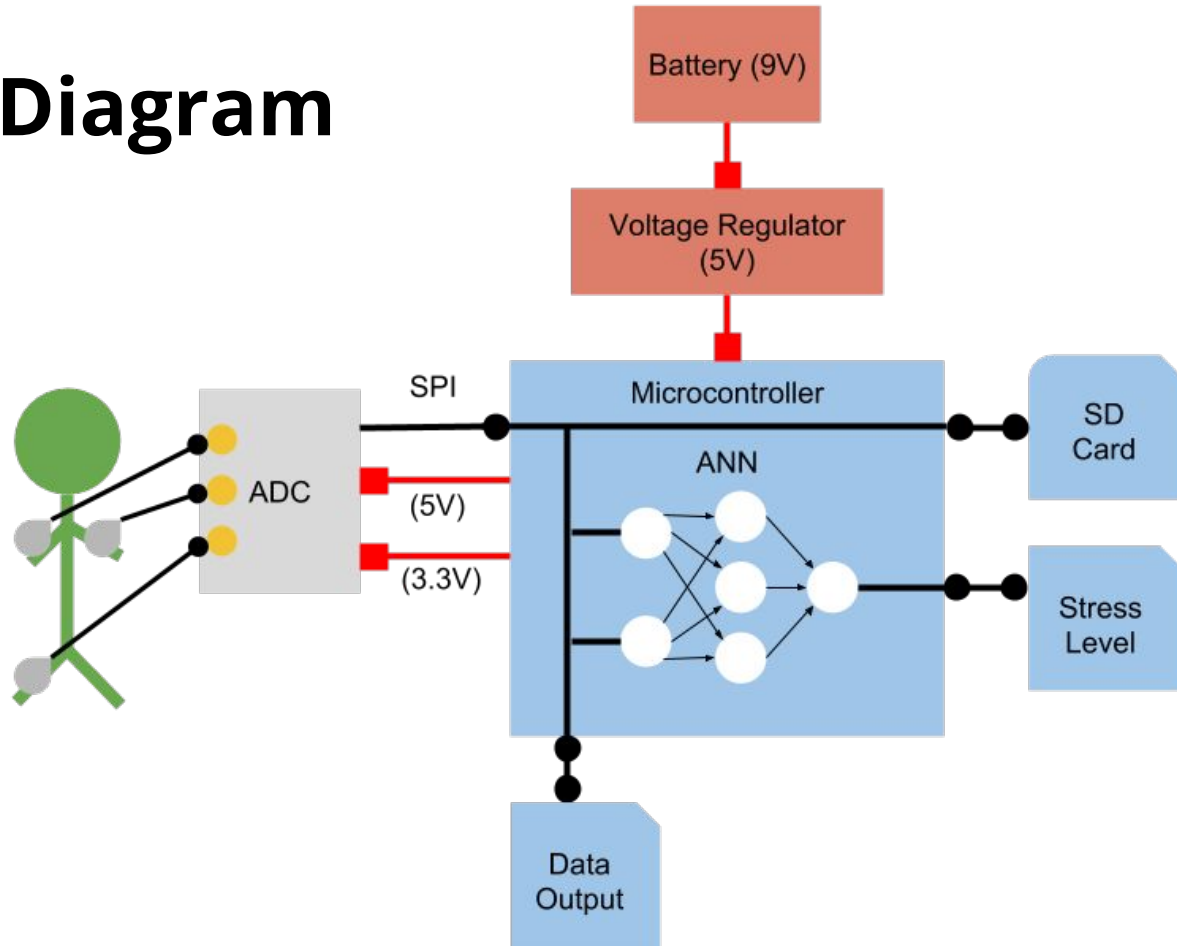 Diagram
Battery (9V)
Voltage Regulator
(5V)
SPI
Microcontroller
SD
Card
ANN
ADC
(5V)
(3.3V)
Stress
Level
Data
Output